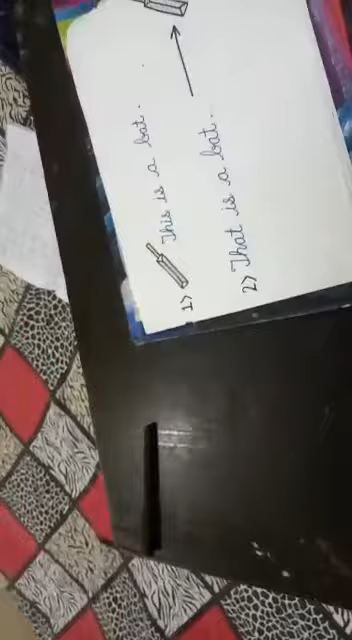 1) This is a bat.
2) That is a bat.